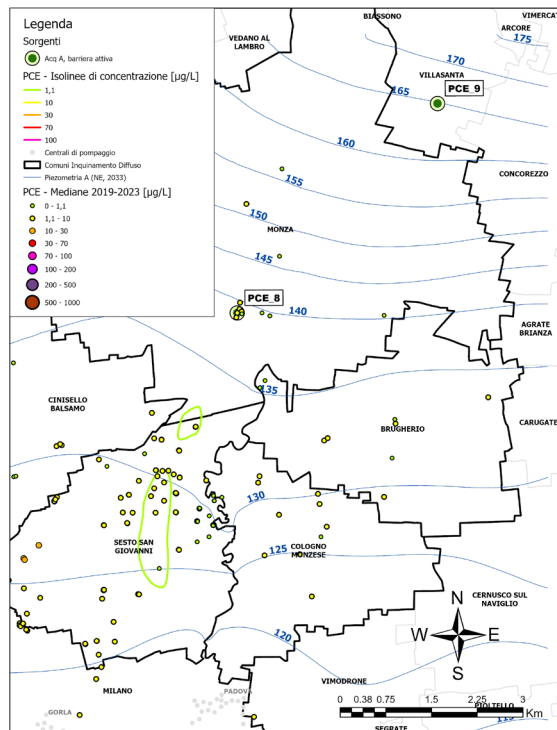 Legenda
Sorgenti
Acq A, barriera attiva
PCE - Isolinee di concentrazione [µg/L]
1,1
10
30
70
100
Centrali di pompaggio
Comuni Inquinamento Diffuso
Piezometria A (NE, 2033)
PCE - Mediane 2019-2023 [µg/L]
0 - 1,1
1,1 - 10
10 - 30
30 - 70
70 - 100
100 - 200
200 - 500
500 - 1000
BIASSONO
VIMERCAT
ARCORE
175
VEDANO AL
LAMBRO
170
VILLASANTA
165
PCE_9
160
CONCOREZZO
155
150
MONZA
145
PCE_8
140
AGRATE
BRIANZA
135
CINISELLO
BALSAMO
BRUGHERIO
CARUGATE
130
SESTO SAN
GIOVANNI
125
COLOGNO
MONZESE
CERNUSCO SUL
NAVIGLIO
120
N
W
E
S
VIMODRONE
MILANO
PADOVA
GORLA
0 0.38 0.75 1.5 2.25 3
Km
PIOLTELLO
115
SEGRATE